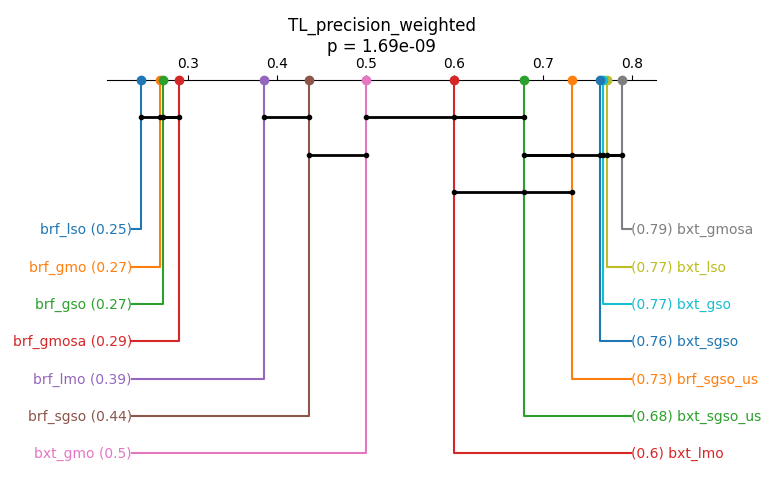 TL_precision_weighted
p = 1.69e-09
0.3 0.4 0.5 0.6 0.7 0.8
brf_lso (0.25) (0.79) bxt_gmosa
brf_gmo (0.27) (0.77) bxt_lso
brf_gso (0.27) (0.77) bxt_gso
brf_gmosa (0.29) (0.76) bxt_sgso
brf_lmo (0.39) (0.73) brf_sgso_us
brf_sgso (0.44) (0.68) bxt_sgso_us
bxt_gmo (0.5) (0.6) bxt_lmo